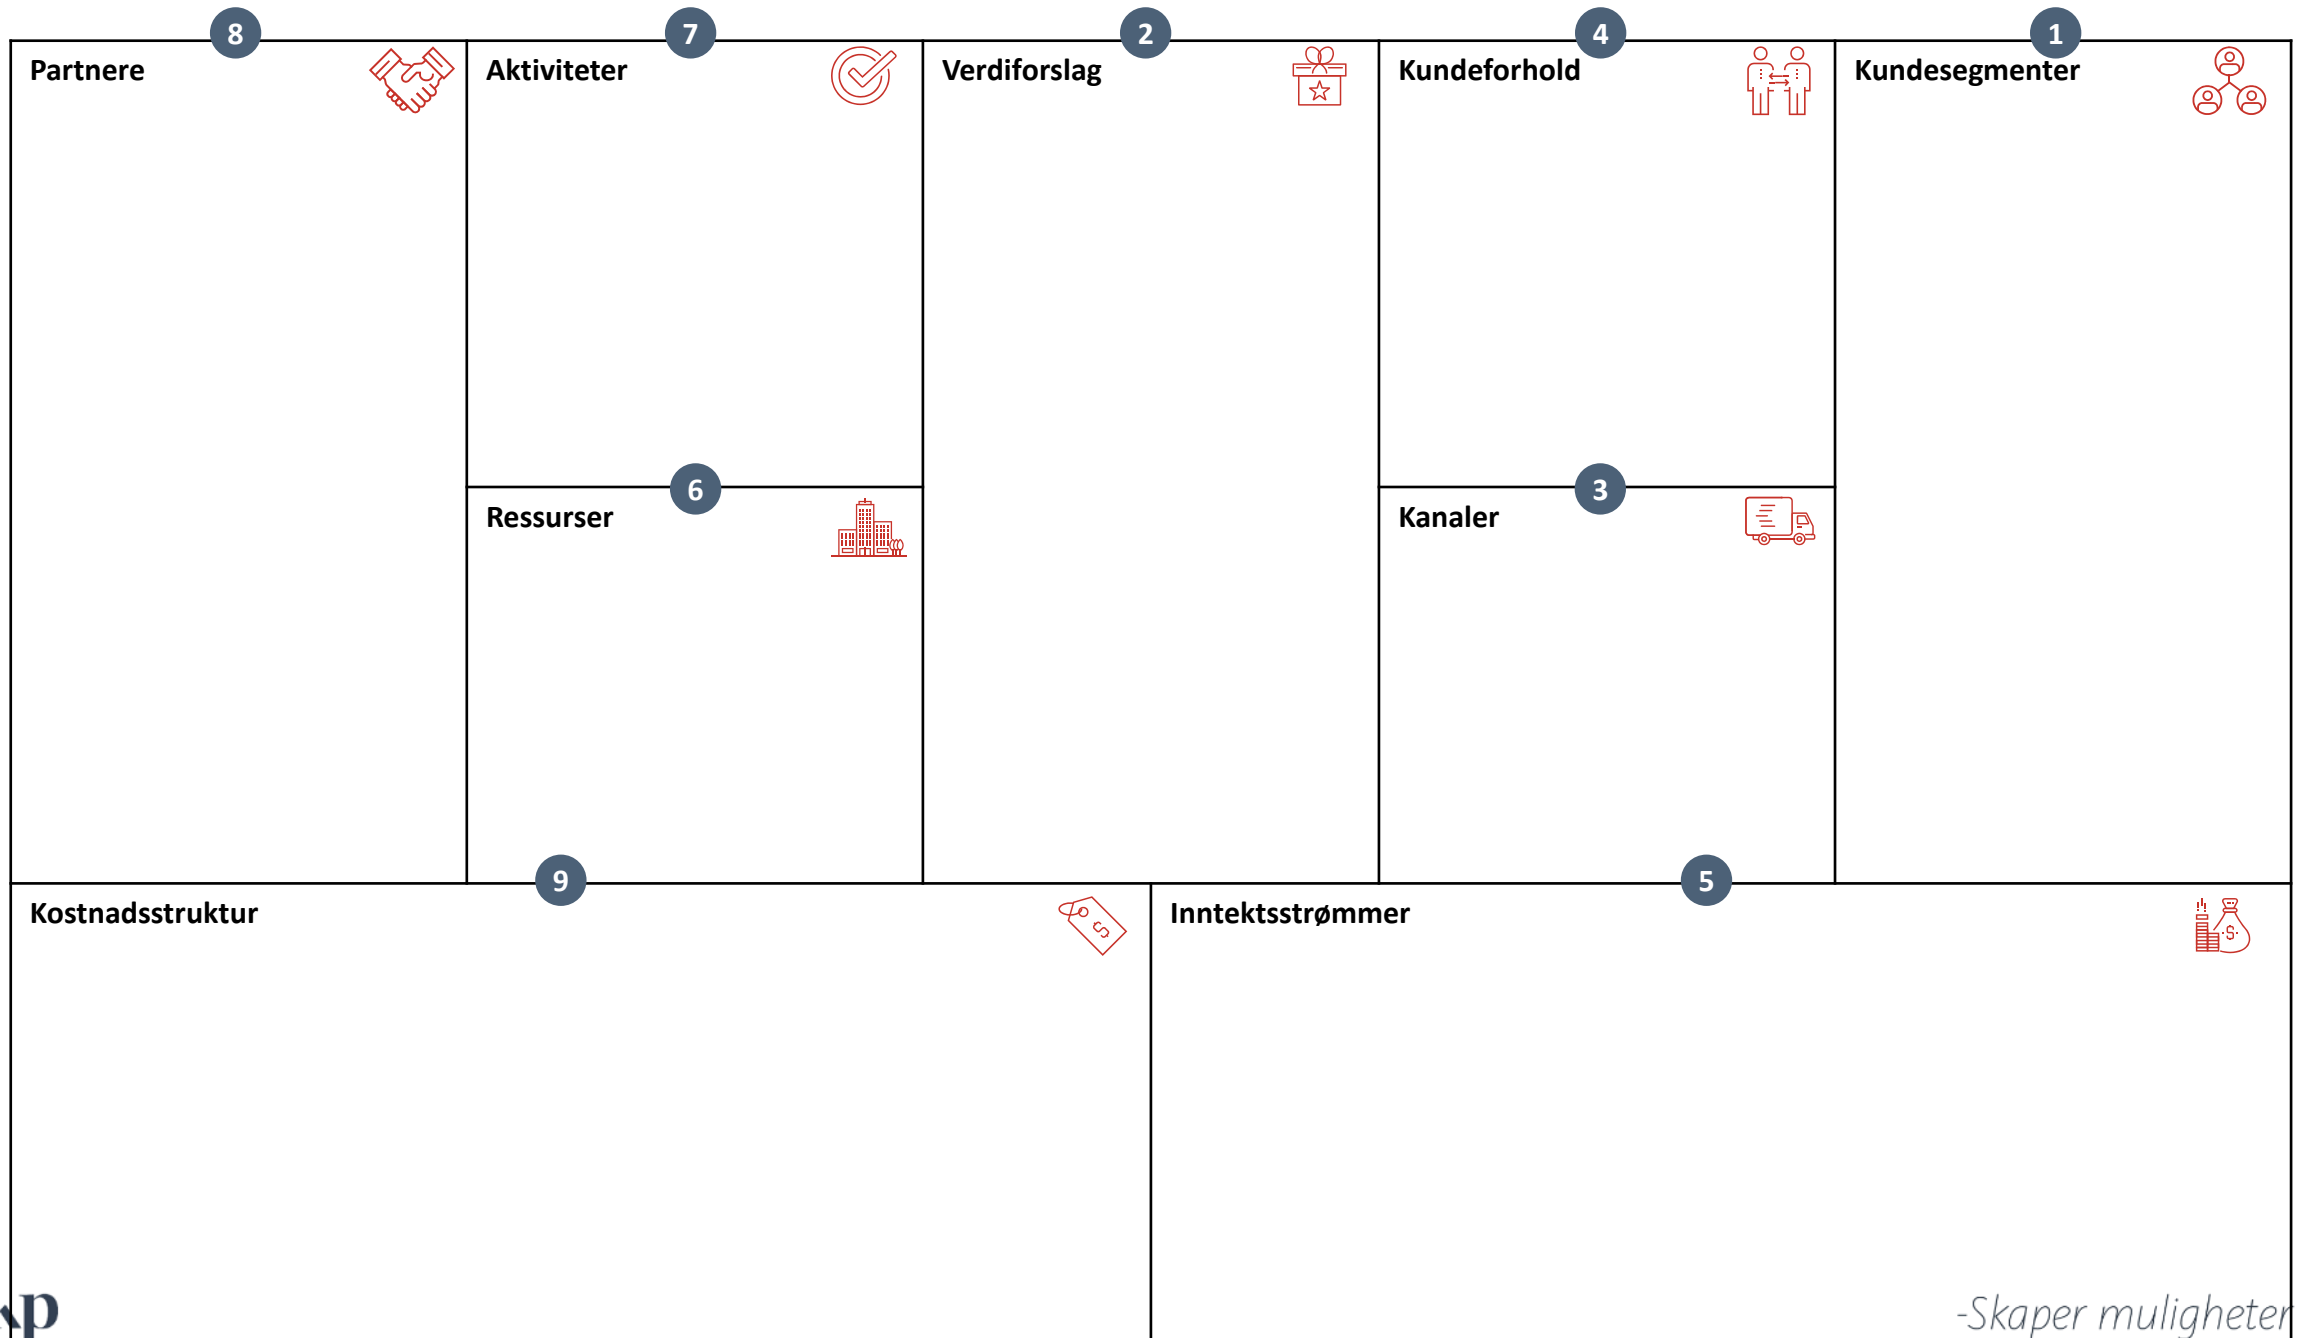 8
7
2
4
1
Partnere
Aktiviteter
Verdiforslag
Kundeforhold
Kundesegmenter
6
3
Ressurser
Kanaler
9
5
Kostnadsstruktur
Inntektsstrømmer
-Skaper muligheter